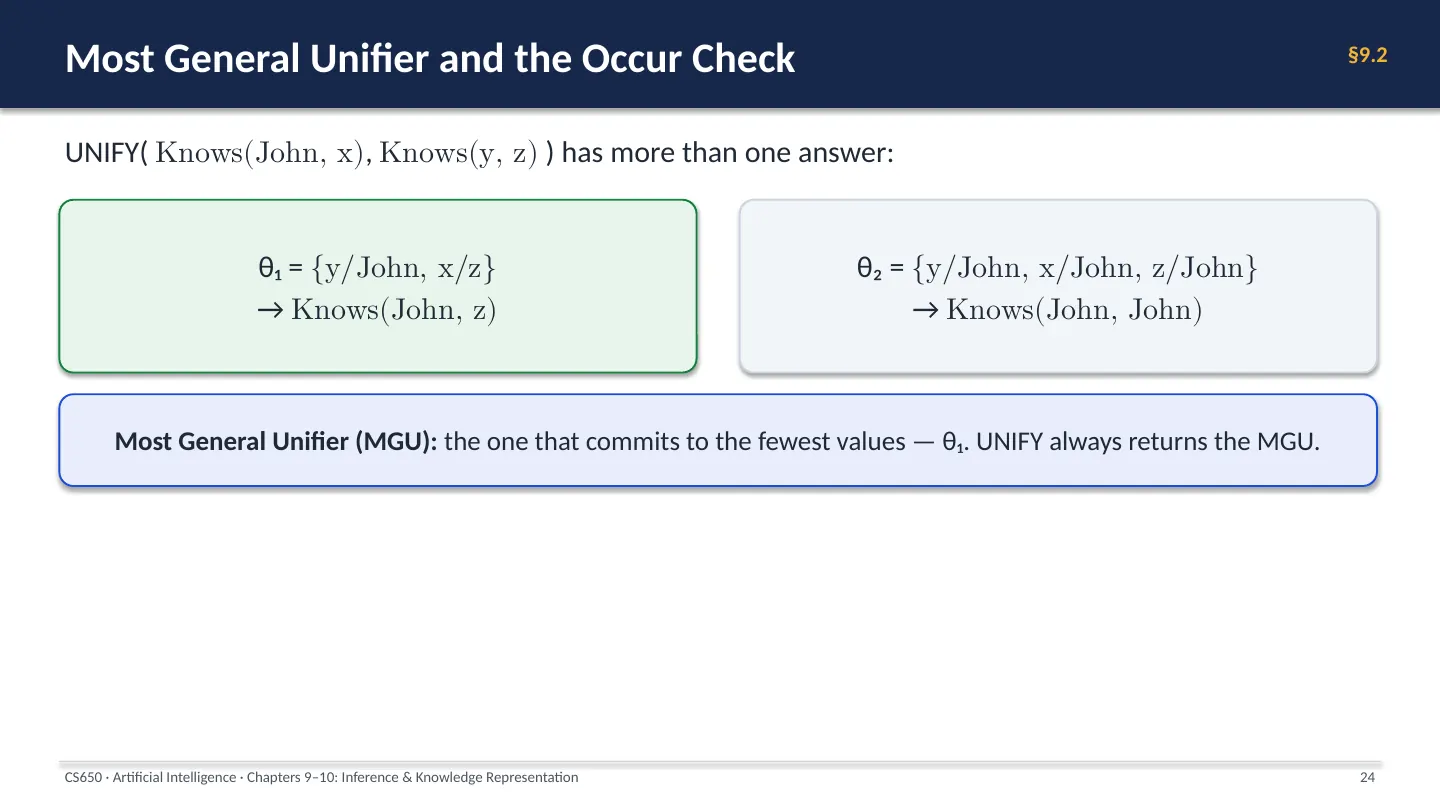 Most General Unifier and the Occur Check
§9.2
UNIFY( Knows(John, x), Knows(y, z) ) has more than one answer:
θ₁ = {y/John, x/z}
→ Knows(John, z)
θ₂ = {y/John, x/John, z/John}
→ Knows(John, John)
Most General Unifier (MGU): the one that commits to the fewest values — θ₁. UNIFY always returns the MGU.
CS650 · Artificial Intelligence · Chapters 9–10: Inference & Knowledge Representation
24